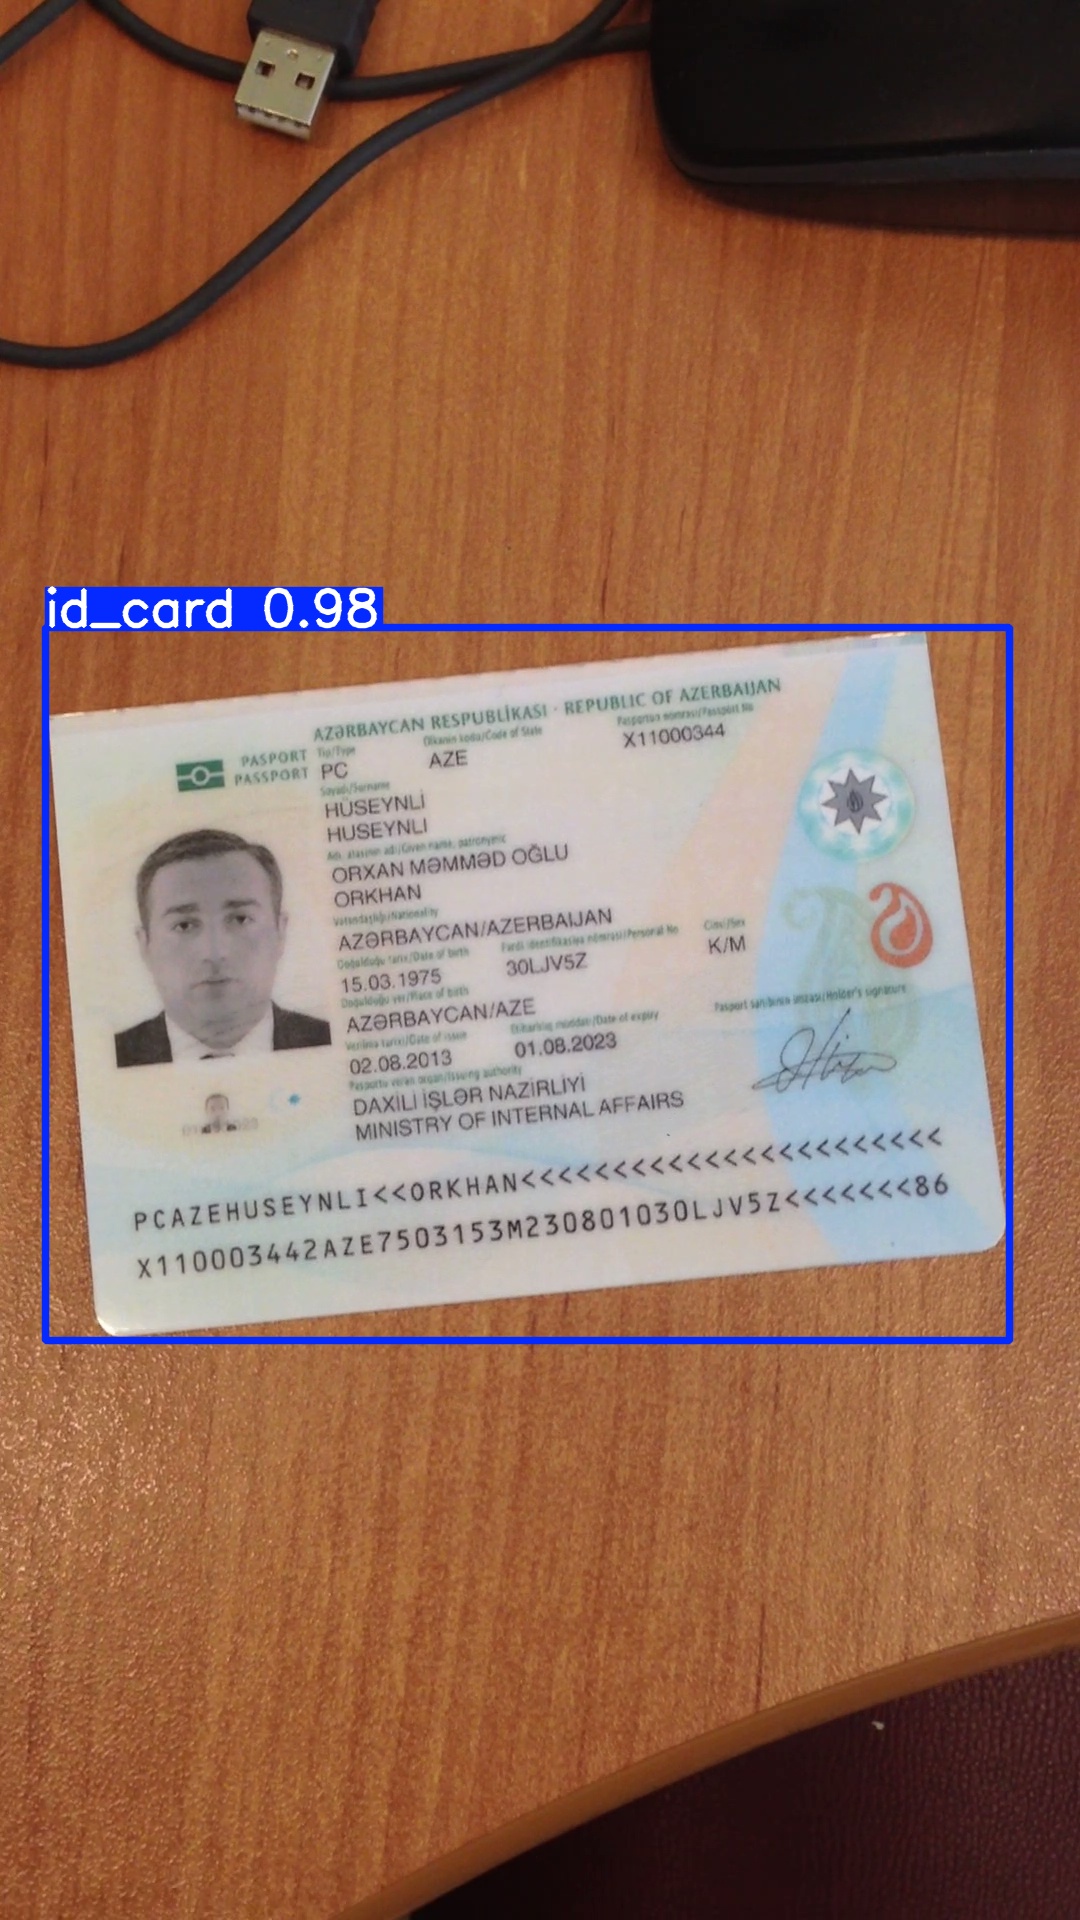 id_card 0.98
AZƏRBAYCAN RESPUBLİKASI · REPUBLIC OF AZERBAIJAN
PASPORT
PASSPORT
Tip/Type
Ölkənin kodu/Code of State
Pasportun nömrəsi/Passport No
PC
AZE
X11000344
Soyadı/Surname
HÜSEYNLİ
HUSEYNLI
Adı, atasının adı/Given name, patronymic
ORXAN MƏMMƏD OĞLU
ORKHAN
Vətəndaşlığı/Nationality
AZƏRBAYCAN/AZERBAIJAN
Doğulduğu tarix/Date of birth
Fərdi identifikasiya nömrəsi/Personal No
Cinsi/Sex
15.03.1975
30LJV5Z
K/M
Doğulduğu yer/Place of birth
AZƏRBAYCAN/AZE
Verilmə tarixi/Date of issue
Etibarlılıq müddəti/Date of expiry
Pasport sahibinin imzası/Holder's signature
02.08.2013
01.08.2023
Pasportu verən orqan/Issuing authority
DAXİLİ İŞLƏR NAZİRLİYİ
MINISTRY OF INTERNAL AFFAIRS
PCAZEHUSEYNLI<<ORKHAN<<<<<<<<<<<<<<<<<<<<<<<
X110003442AZE7503153M230801030LJV5Z<<<<<<<86